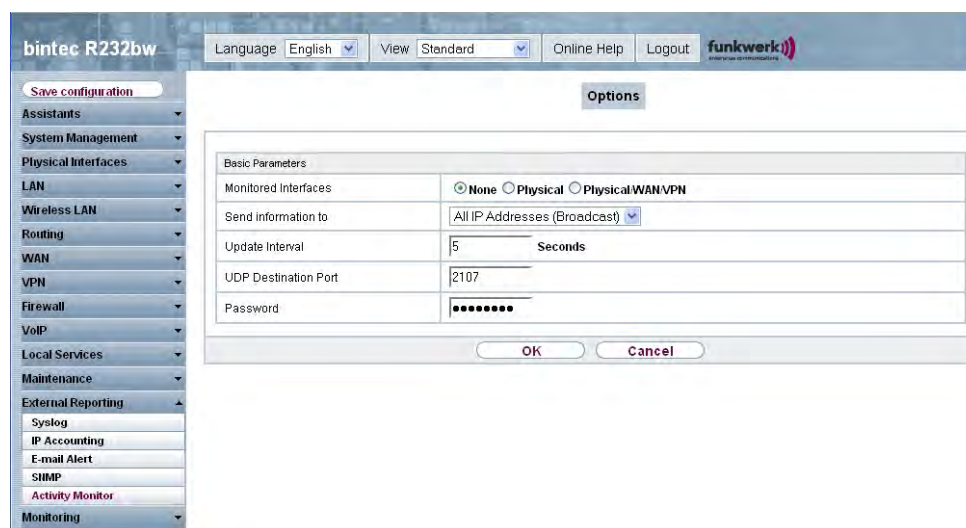 bintec R232bw
Language English View Standard Online Help Logout funkwerk
enterprise communications
Save configuration
Assistants
System Management
Physical Interfaces
LAN
Wireless LAN
Routing
WAN
VPN
Firewall
VoIP
Local Services
Maintenance
External Reporting
Syslog
IP Accounting
E-mail Alert
SNMP
Activity Monitor
Monitoring
Options
Basic Parameters
Monitored Interfaces None Physical Physical/WAN/VPN
Send information to All IP Addresses (Broadcast)
Update Interval 5 Seconds
UDP Destination Port 2107
Password ●●●●●●●●
OK Cancel